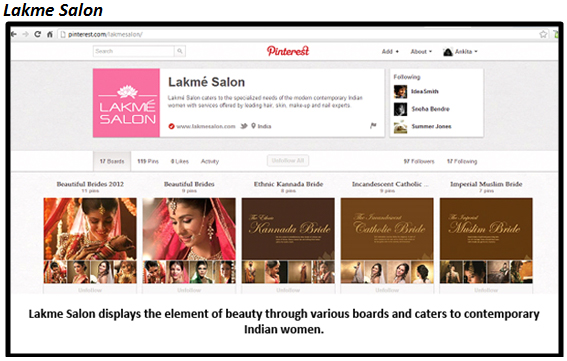 Lakme Salon
pinterest.com/lakmesalon/
Search
Pinterest
Add
About
Ankita
LAKMÉ
SALON
Lakmé Salon
Lakmé Salon caters to the specialized needs of the modern contemporary Indian
women with services offered by leading hair, skin, make-up and nail experts.
www.lakmesalon.com
India
Following
IdeaSmith
Sneha Bendre
Summer Jones
17 Boards
119 Pins
6 Likes
Activity
Unfollow All
57 Followers
17 Following
Beautiful Brides 2012
11 pins
Beautiful Brides
9 pins
Ethnic Kannada Bride
8 pins
Incandescent Catholic ...
9 pins
Imperial Muslim Bride
7 pins
The Ethnic
Kannada Bride
The Incandescent
Catholic Bride
The Imperial
Muslim Bride
Unfollow
Unfollow
Unfollow
Unfollow
Unfollow
Lakme Salon displays the element of beauty through various boards and caters to contemporary
Indian women.